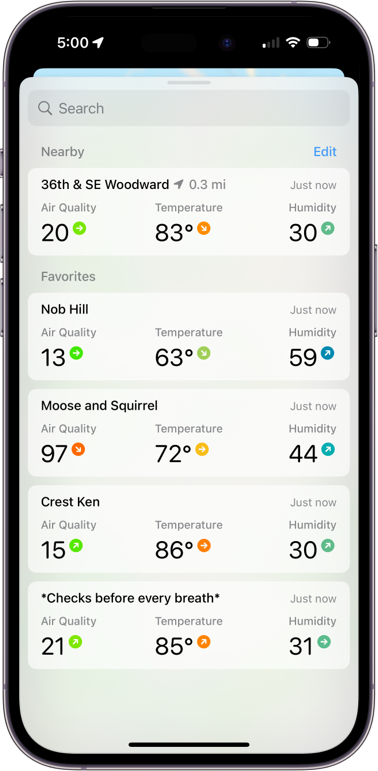 5:00
Search
Nearby Edit
36th & SE Woodward 0.3 mi Just now
Air Quality Temperature Humidity
20 83° 30
Favorites
Nob Hill Just now
Air Quality Temperature Humidity
13 63° 59
Moose and Squirrel Just now
Air Quality Temperature Humidity
97 72° 44
Crest Ken Just now
Air Quality Temperature Humidity
15 86° 30
*Checks before every breath* Just now
Air Quality Temperature Humidity
21 85° 31